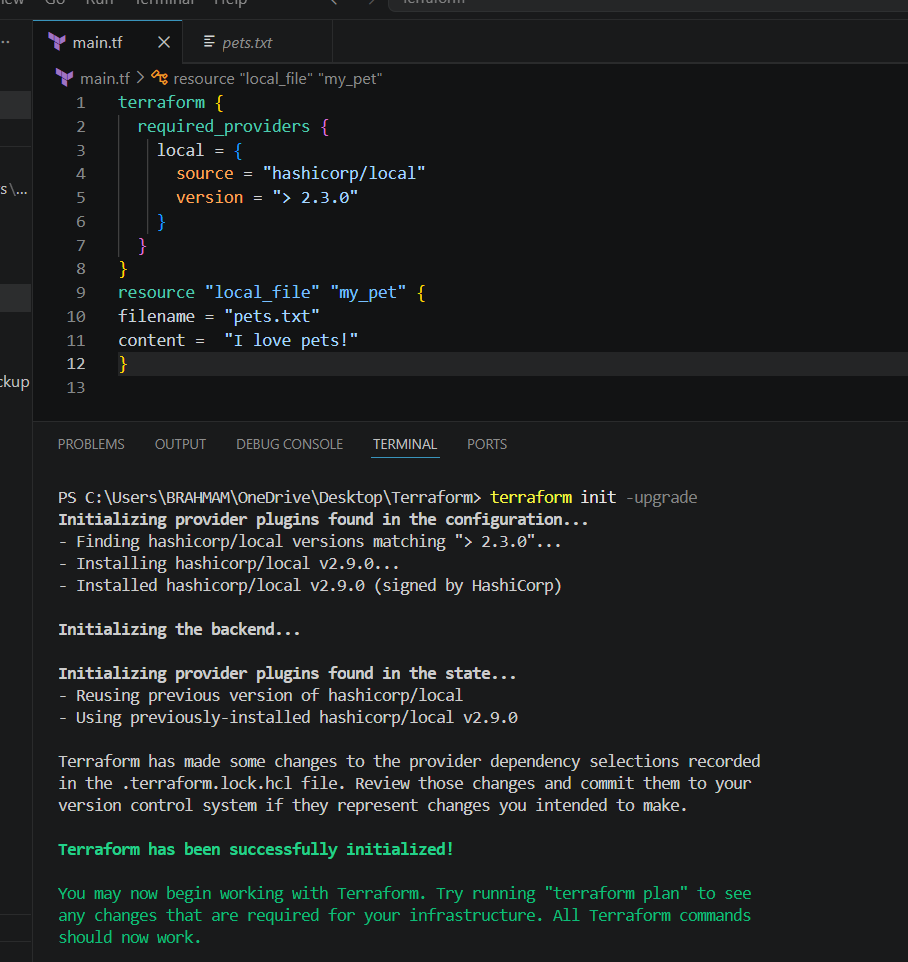 Go Run Terminal Help
main.tf
pets.txt
main.tf > resource "local_file" "my_pet"
1 terraform {
2 required_providers {
3 local = {
4 source = "hashicorp/local"
5 version = "> 2.3.0"
6 }
7 }
8 }
9 resource "local_file" "my_pet" {
10 filename = "pets.txt"
11 content =  "I love pets!"
12 }
13
PROBLEMS OUTPUT DEBUG CONSOLE TERMINAL PORTS
PS C:\Users\BRAHMAM\OneDrive\Desktop\Terraform> terraform init -upgrade
Initializing provider plugins found in the configuration...
- Finding hashicorp/local versions matching "> 2.3.0"...
- Installing hashicorp/local v2.9.0...
- Installed hashicorp/local v2.9.0 (signed by HashiCorp)
Initializing the backend...
Initializing provider plugins found in the state...
- Reusing previous version of hashicorp/local
- Using previously-installed hashicorp/local v2.9.0
Terraform has made some changes to the provider dependency selections recorded
in the .terraform.lock.hcl file. Review those changes and commit them to your
version control system if they represent changes you intended to make.
Terraform has been successfully initialized!
You may now begin working with Terraform. Try running "terraform plan" to see
any changes that are required for your infrastructure. All Terraform commands
should now work.